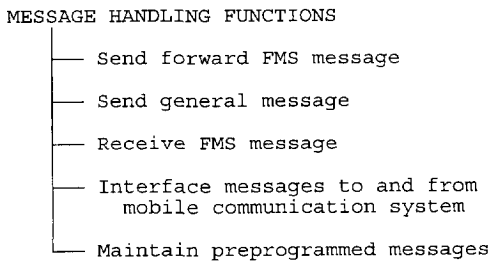 MESSAGE HANDLING FUNCTIONS
Send forward FMS message
Send general message
Receive FMS message
Interface messages to and from
mobile communication system
Maintain preprogrammed messages